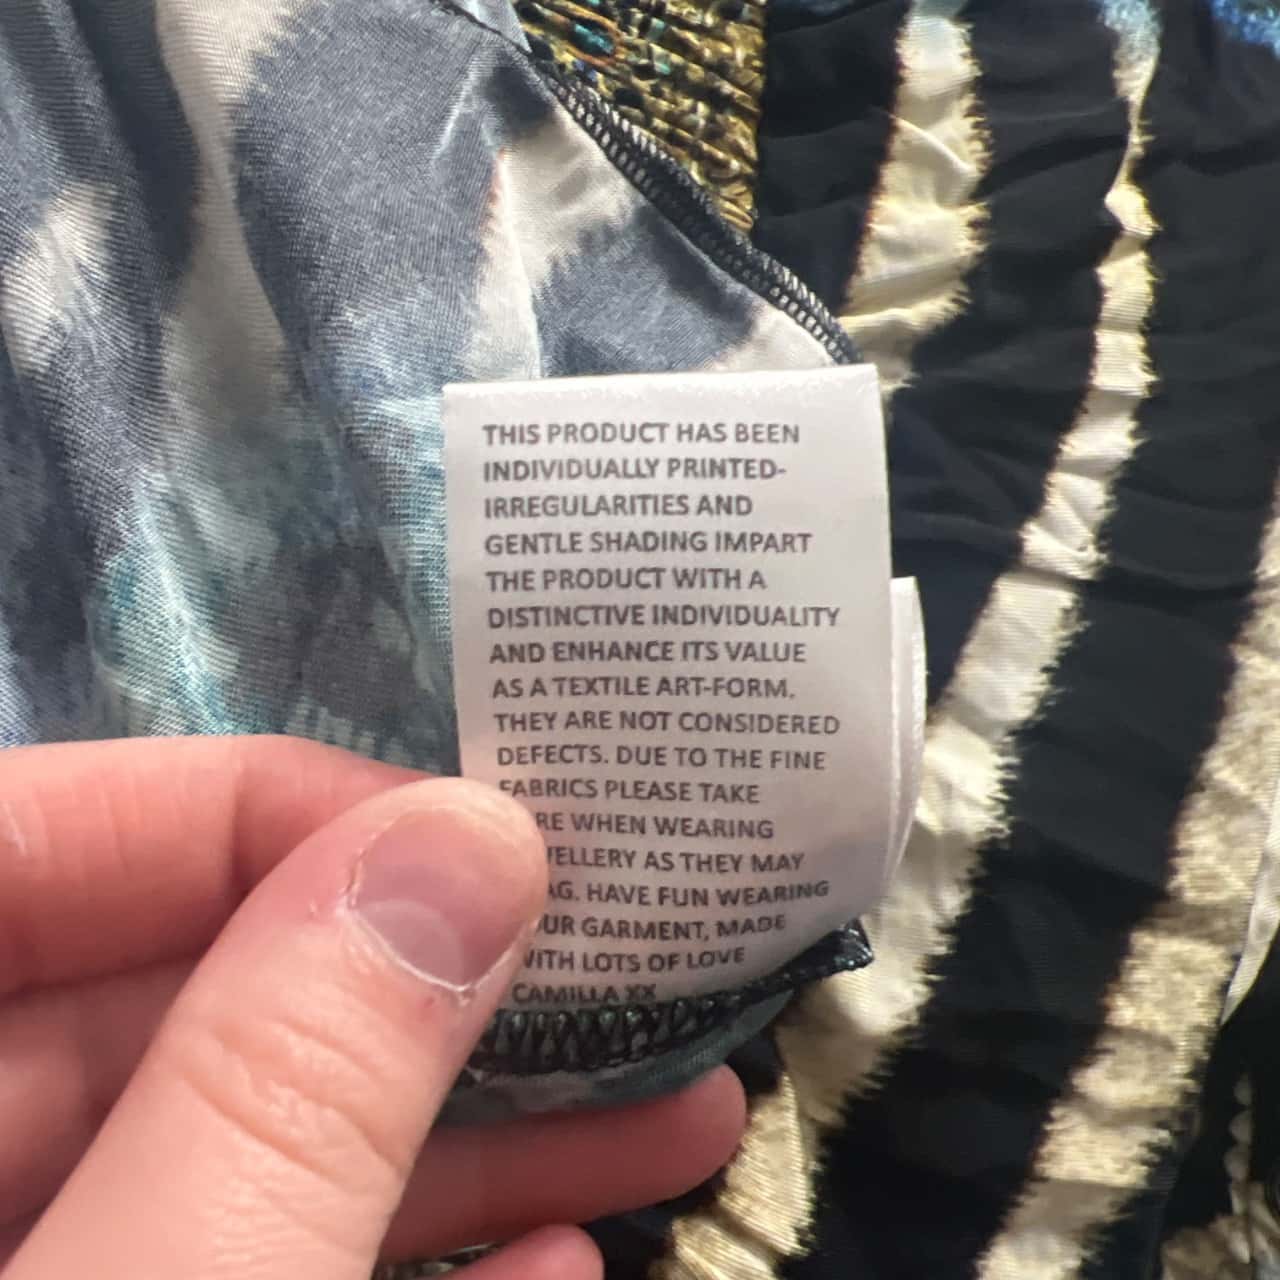 THIS PRODUCT HAS BEEN
INDIVIDUALLY PRINTED-
IRREGULARITIES AND
GENTLE SHADING IMPART
THE PRODUCT WITH A
DISTINCTIVE INDIVIDUALITY
AND ENHANCE ITS VALUE
AS A TEXTILE ART-FORM.
THEY ARE NOT CONSIDERED
DEFECTS. DUE TO THE FINE
FABRICS PLEASE TAKE
WHEN WEARING
AS THEY MAY
HAVE FUN WEARING
GARMENT, MADE
WITH LOTS OF LOVE
CAMILLA XX